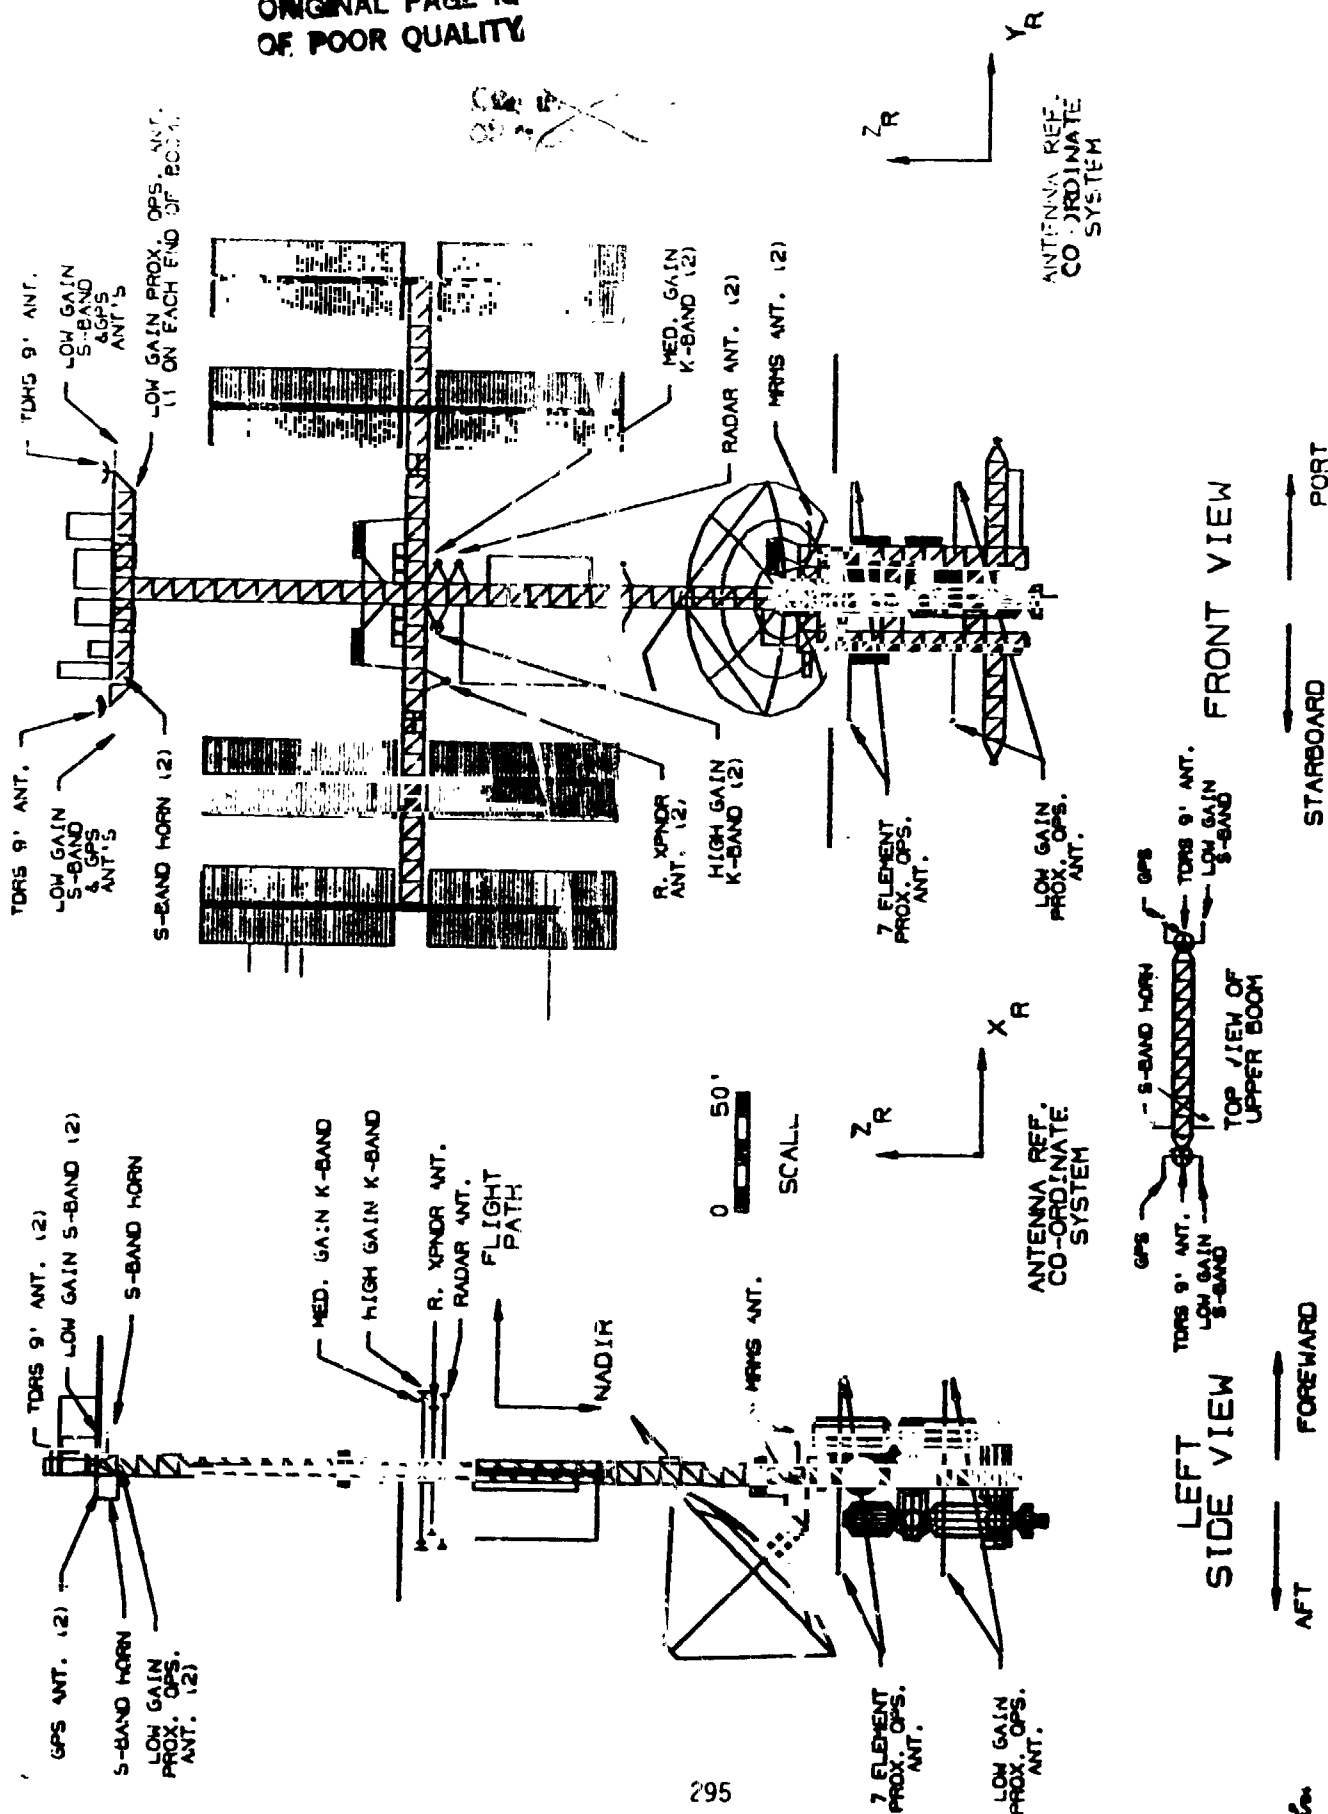 ORIGINAL PAGE IS
OF POOR QUALITY
TDRS 9' ANT.
LOW GAIN
S-BAND
& GPS
ANT'S
S-BAND HORN (2)
TDRS 9' ANT.
LOW GAIN
S-BAND
&GPS
ANT'S
LOW GAIN PROX. OPS. ANT.
(1 ON EACH END OF BOOM)
R. XPNDR
ANT. (2)
HIGH GAIN
K-BAND (2)
MED. GAIN
K-BAND (2)
RADAR ANT. (2)
MRMS ANT. (2)
7 ELEMENT
PROX. OPS.
ANT.
LOW GAIN
PROX. OPS.
ANT.
Z R
Y R
ANTENNA REF.
CO-ORDINATE
SYSTEM
FRONT VIEW
STARBOARD
PORT
GPS ANT. (2)
S-BAND HORN
LOW GAIN
PROX. OPS.
ANT. (2)
TDRS 9' ANT. (2)
LOW GAIN S-BAND (2)
S-BAND HORN
MED. GAIN K-BAND
HIGH GAIN K-BAND
R. XPNDR ANT.
RADAR ANT.
FLIGHT
PATH
NADIR
MRMS ANT.
0 50'
SCALE
Z R
X R
ANTENNA REF.
CO-ORDINATE
SYSTEM
7 ELEMENT
PROX. OPS.
ANT.
LOW GAIN
PROX. OPS.
ANT.
LEFT
SIDE VIEW
AFT
FOREWARD
GPS
TDRS 9' ANT.
LOW GAIN
S-BAND
S-BAND HORN
GPS
TDRS 9' ANT.
LOW GAIN
S-BAND
TOP VIEW OF
UPPER BOOM
295